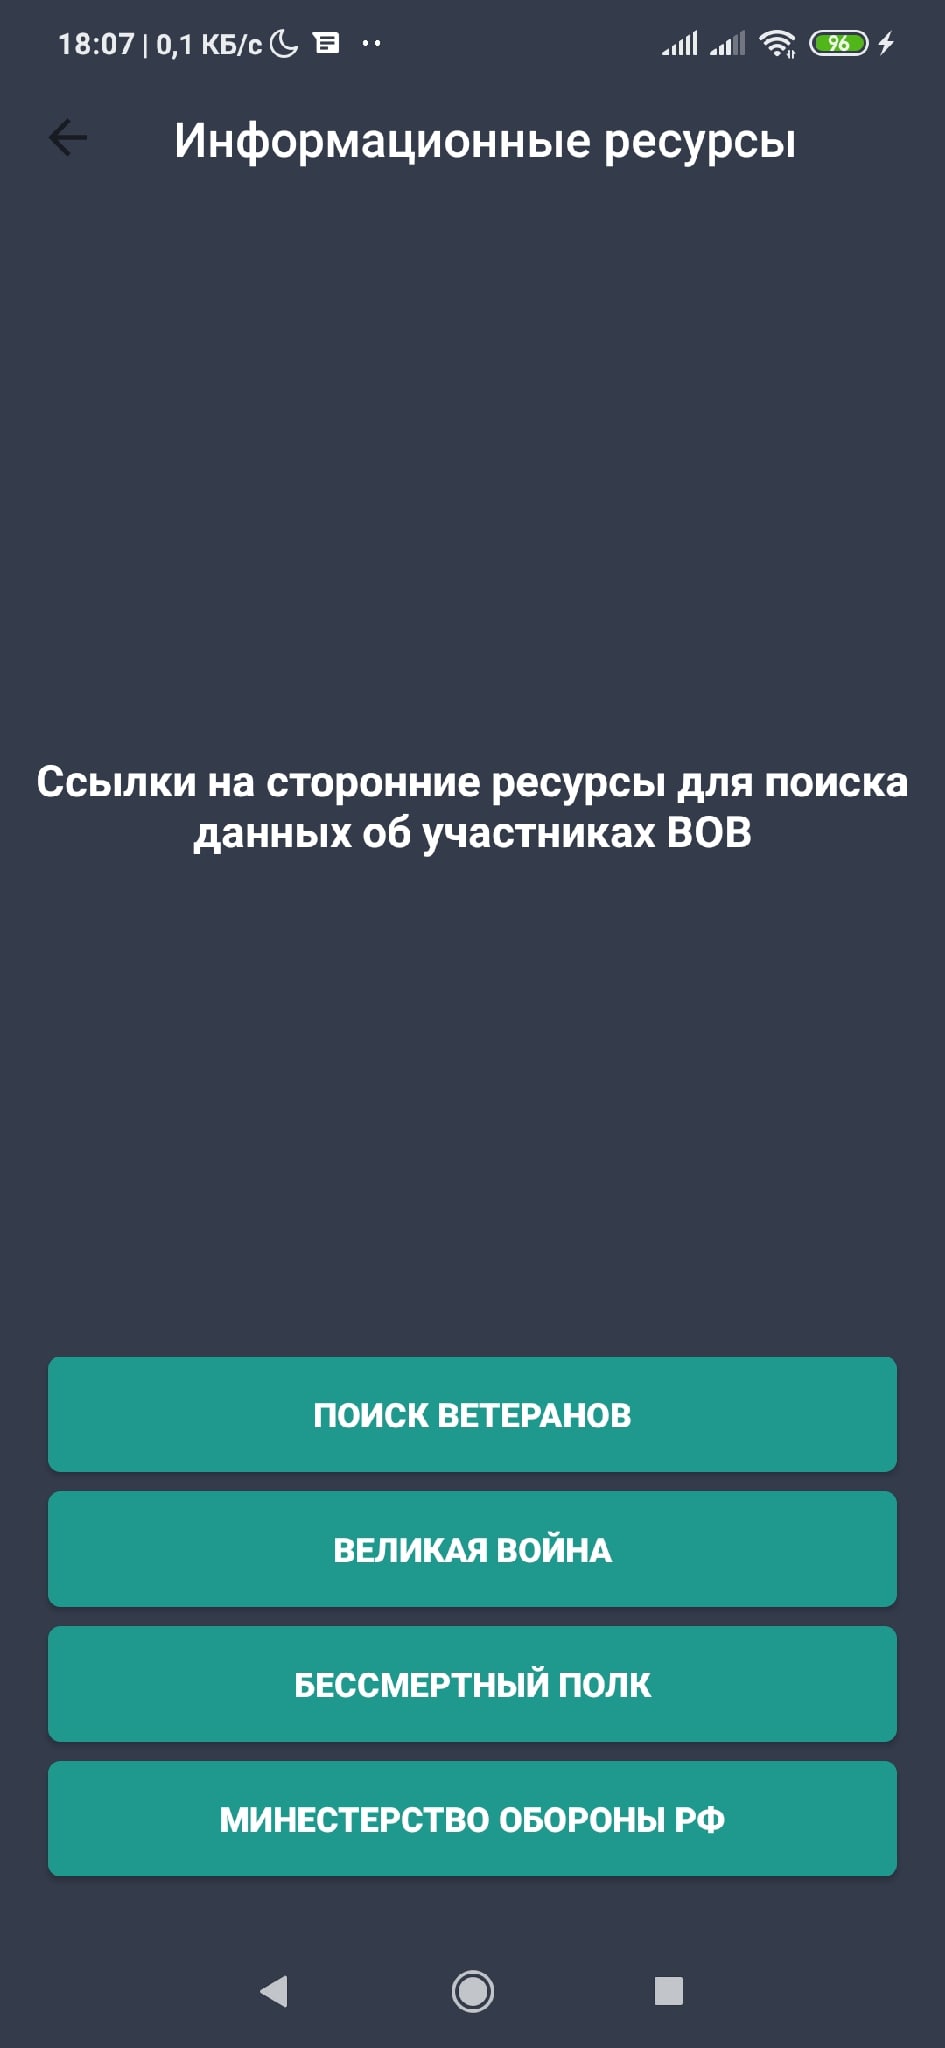 18:07 | 0,1 КБ/с
96
Информационные ресурсы
Ссылки на сторонние ресурсы для поиска
данных об участниках ВОВ
ПОИСК ВЕТЕРАНОВ
ВЕЛИКАЯ ВОЙНА
БЕССМЕРТНЫЙ ПОЛК
МИНЕСТЕРСТВО ОБОРОНЫ РФ